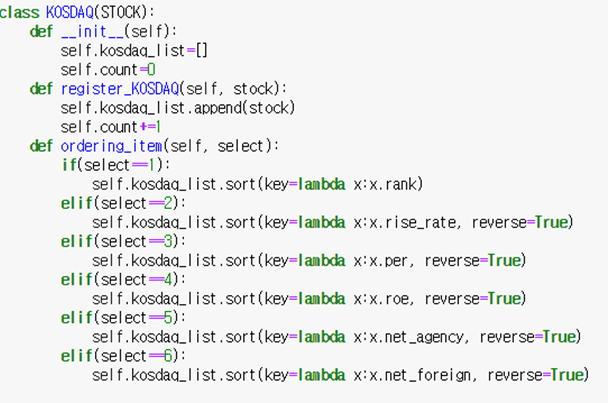 class KOSDAQ(STOCK):
    def __init__(self):
        self.kosdaq_list=[]
        self.count=0
    def register_KOSDAQ(self, stock):
        self.kosdaq_list.append(stock)
        self.count+=1
    def ordering_item(self, select):
        if(select==1):
            self.kosdaq_list.sort(key=lambda x:x.rank)
        elif(select==2):
            self.kosdaq_list.sort(key=lambda x:x.rise_rate, reverse=True)
        elif(select==3):
            self.kosdaq_list.sort(key=lambda x:x.per, reverse=True)
        elif(select==4):
            self.kosdaq_list.sort(key=lambda x:x.roe, reverse=True)
        elif(select==5):
            self.kosdaq_list.sort(key=lambda x:x.net_agency, reverse=True)
        elif(select==6):
            self.kosdaq_list.sort(key=lambda x:x.net_foreign, reverse=True)